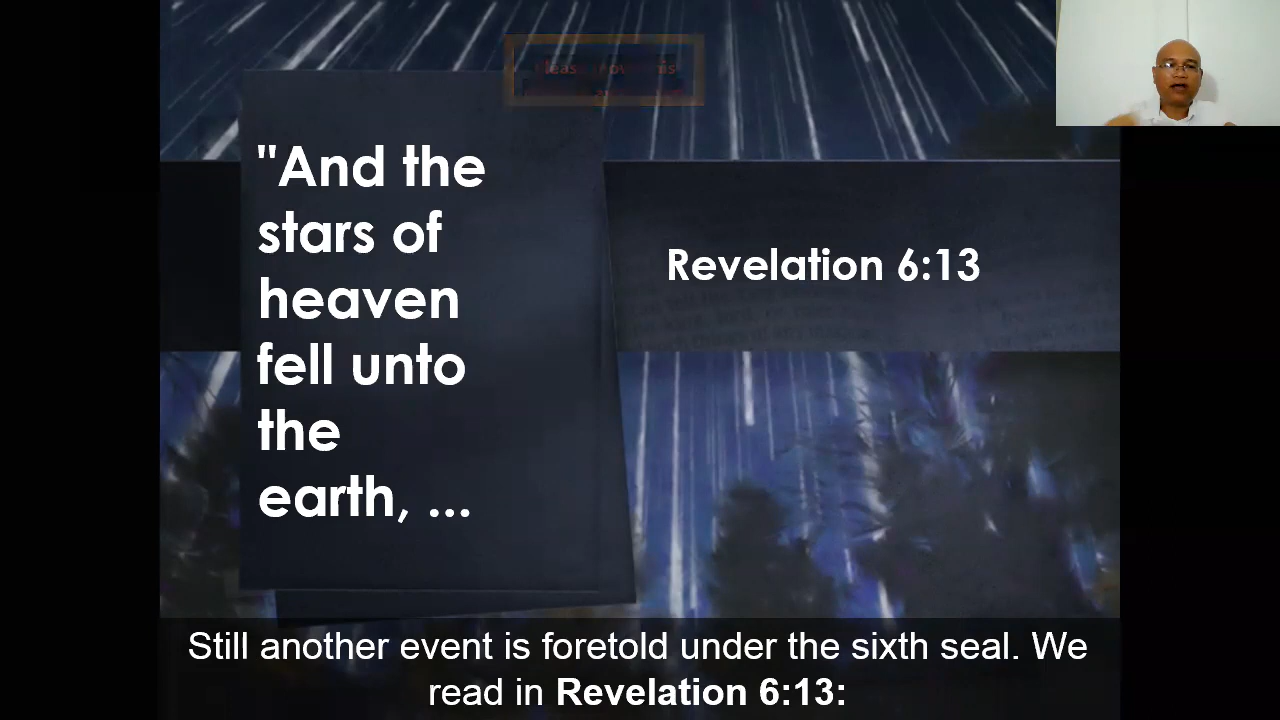 "And the
stars of
heaven
fell unto
the
earth, ...
Revelation 6:13
Still another event is foretold under the sixth seal. We
read in Revelation 6:13: